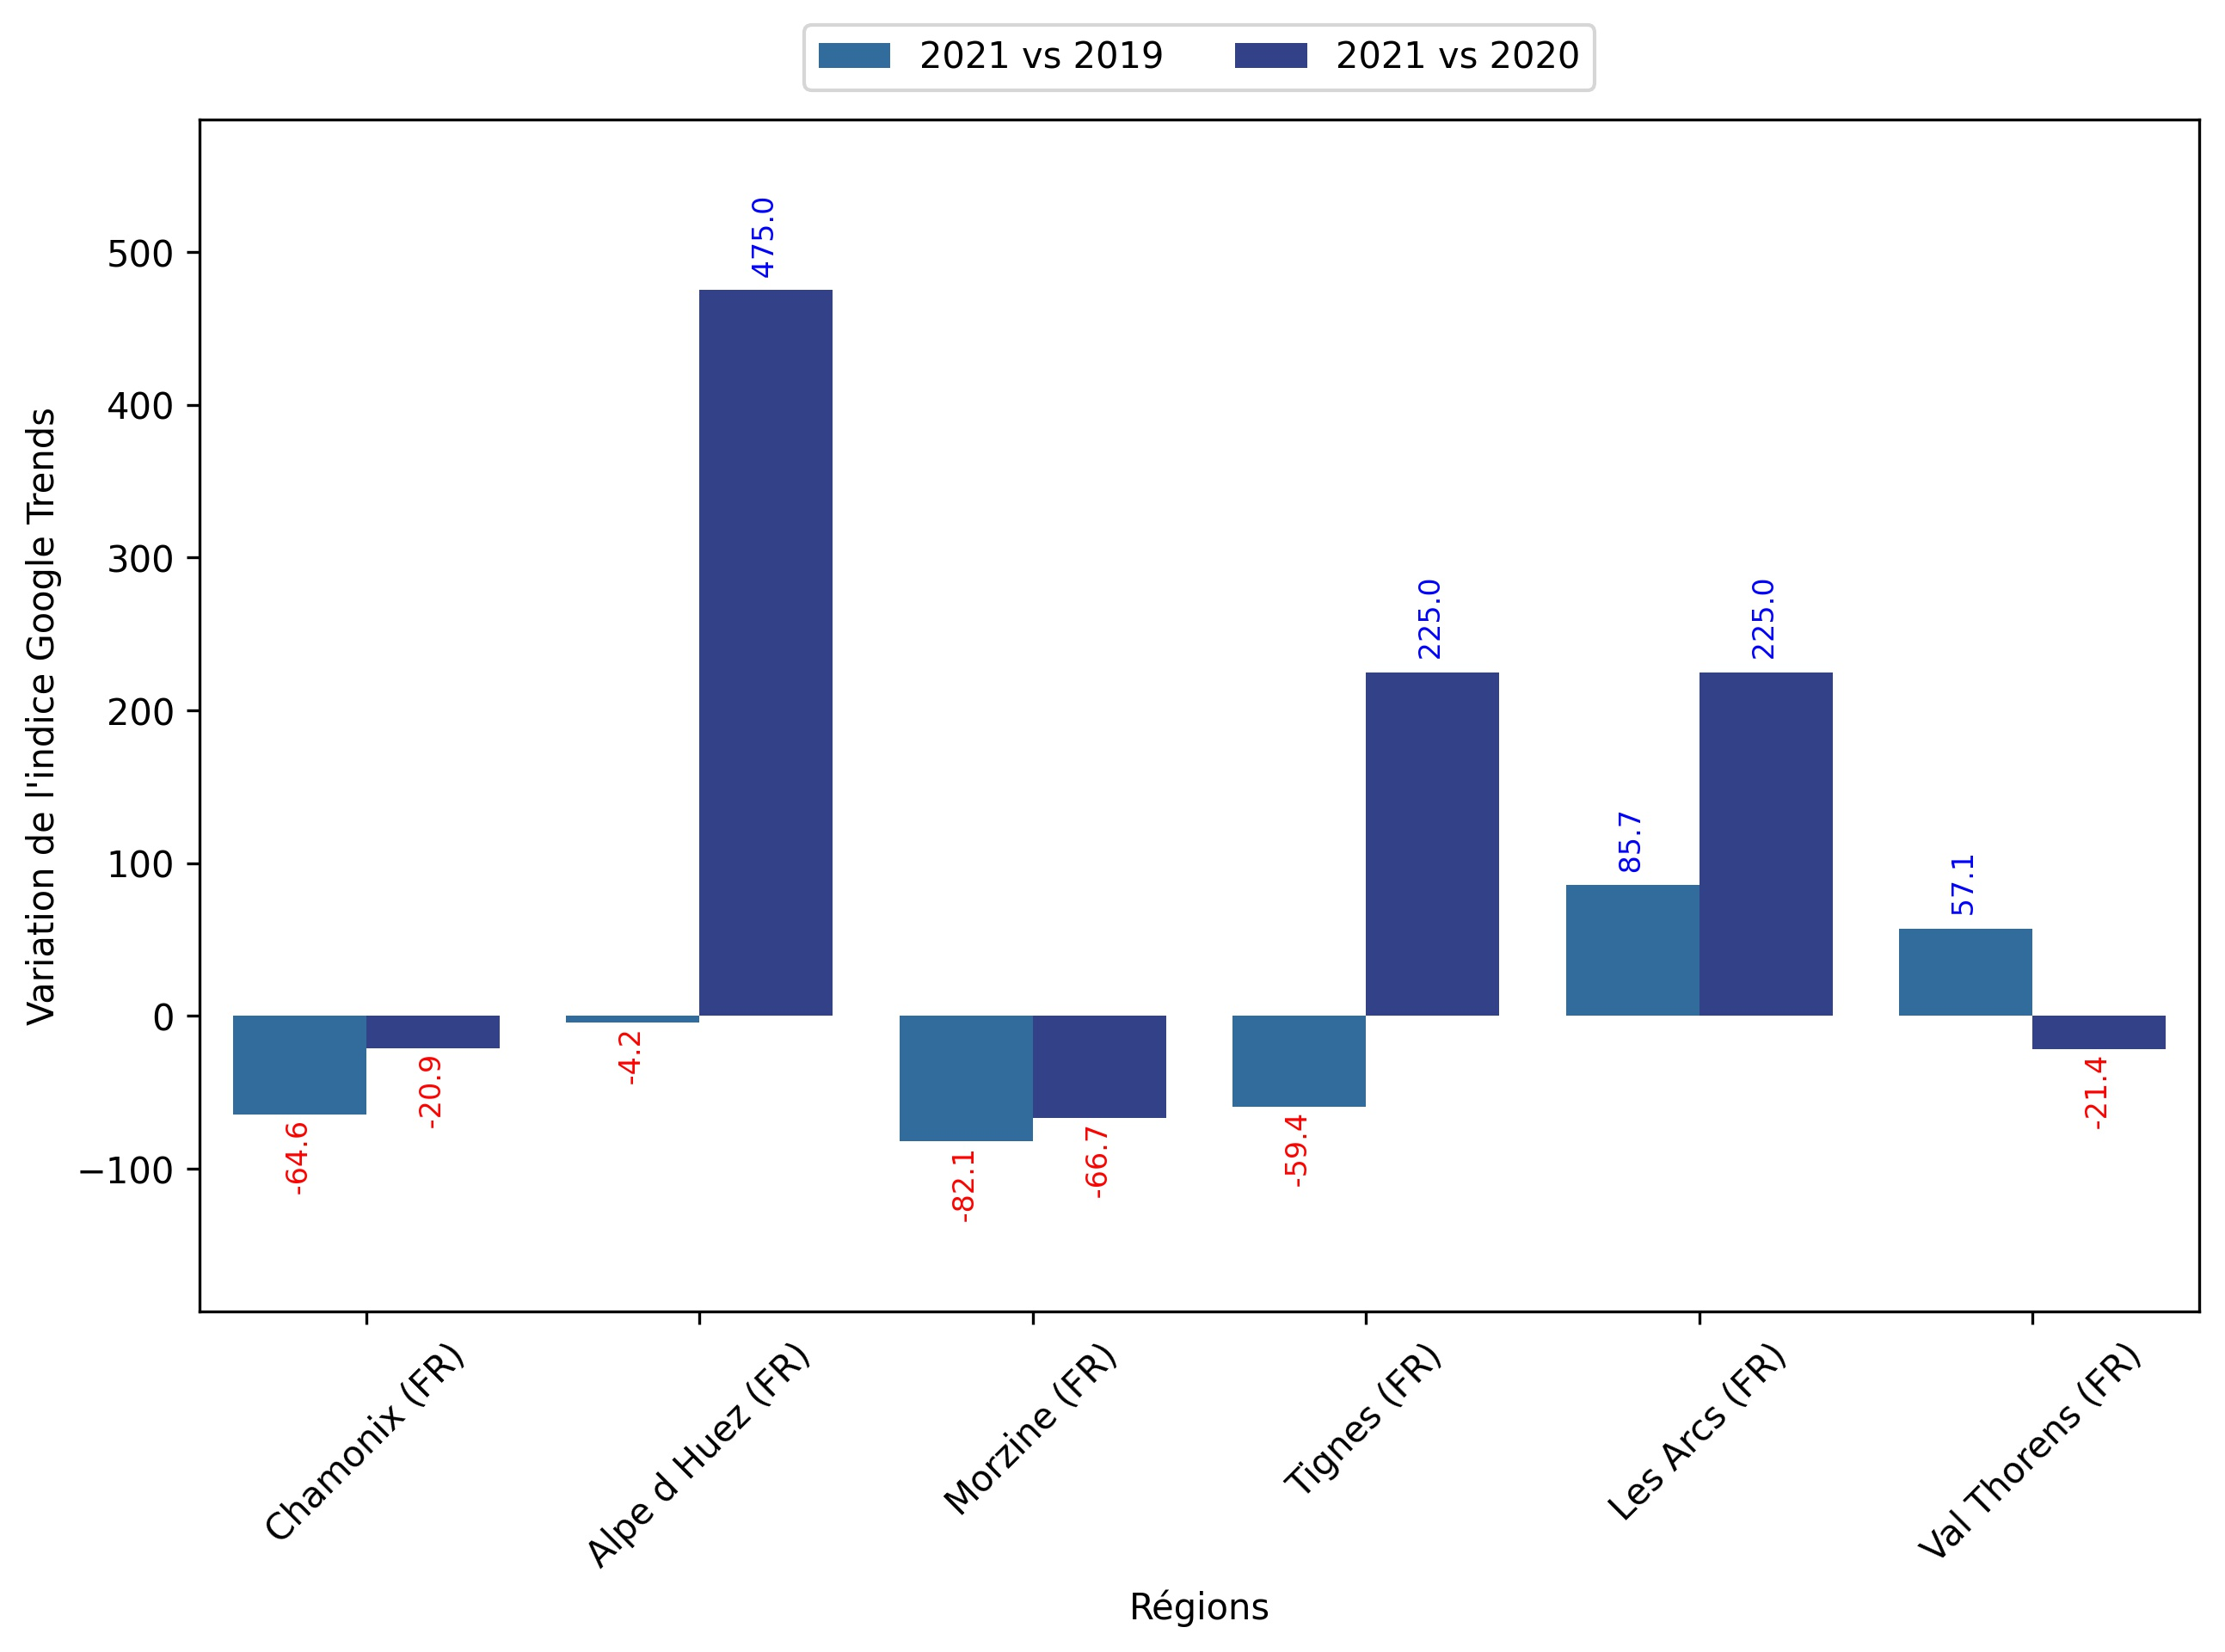 2021 vs 2019
2021 vs 2020
Variation de l'indice Google Trends
500
400
300
200
100
0
−100
-64.6
-20.9
-4.2
475.0
-82.1
-66.7
-59.4
225.0
85.7
225.0
57.1
-21.4
Chamonix (FR)
Alpe d Huez (FR)
Morzine (FR)
Tignes (FR)
Les Arcs (FR)
Val Thorens (FR)
Régions